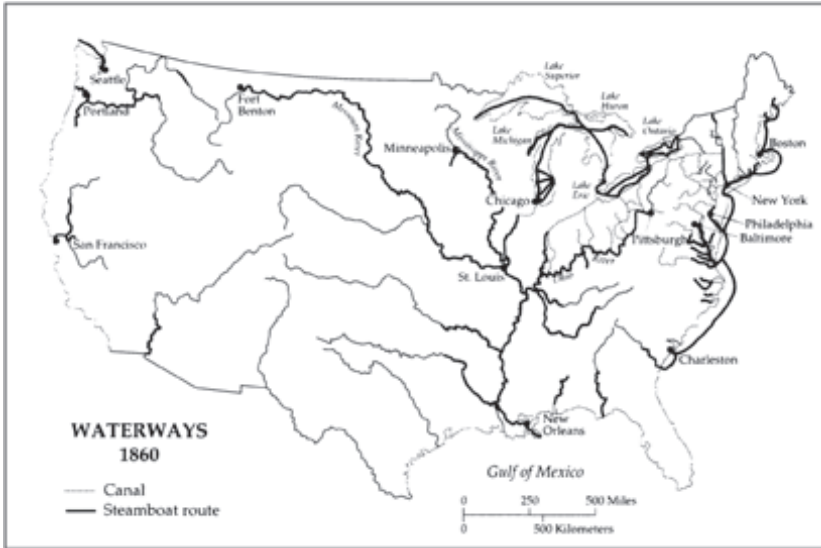 Lake
Superior
Seattle
Lake
Huron
Portland
Fort
Benton
Missouri River
Lake
Ontario
Minneapolis
Mississippi River
Lake
Michigan
Boston
Chicago
Lake
Erie
New York
Philadelphia
Pittsburgh
Baltimore
San Francisco
St. Louis
Ohio River
Charleston
New
Orleans
WATERWAYS
1860
Gulf of Mexico
Canal
Steamboat route
0 250 500 Miles
0 500 Kilometers